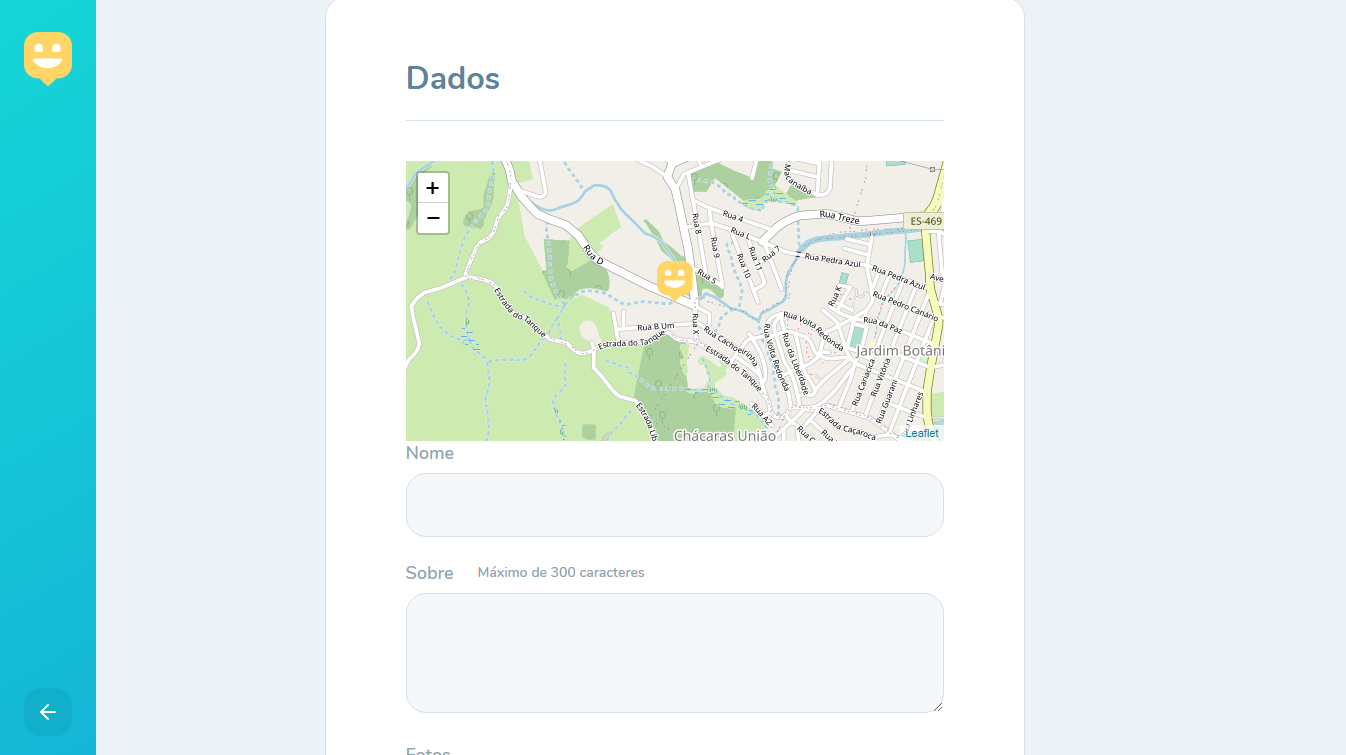 Dados
+
−
Macanaíba
Rua 4
Rua Treze
ES-469
Rua 8
Rua L
Rua 9
Rua 10
Rua 11
Rua 7
Rua D
Rua Pedra Azul
Rua Pedra Azul
Ave
Rua 5
Rua K
Rua Pedro Canário
Estrada do Tanque
Rua B Um
Rua X
Rua Volta Redonda
Rua da Paz
Estrada do Tanque
Rua Cachoeirinha
Rua Volta Redonda
Rua da Liberdade
Jardim Botâni
Estrada do Tanque
Rua Cariacica
Rua Vitória
Rua Guarani
Linhares
Estrada Lib
Rua A2
Estrada Caçaroca
Chácaras União
Leaflet
Nome
Sobre Máximo de 300 caracteres
Fotos